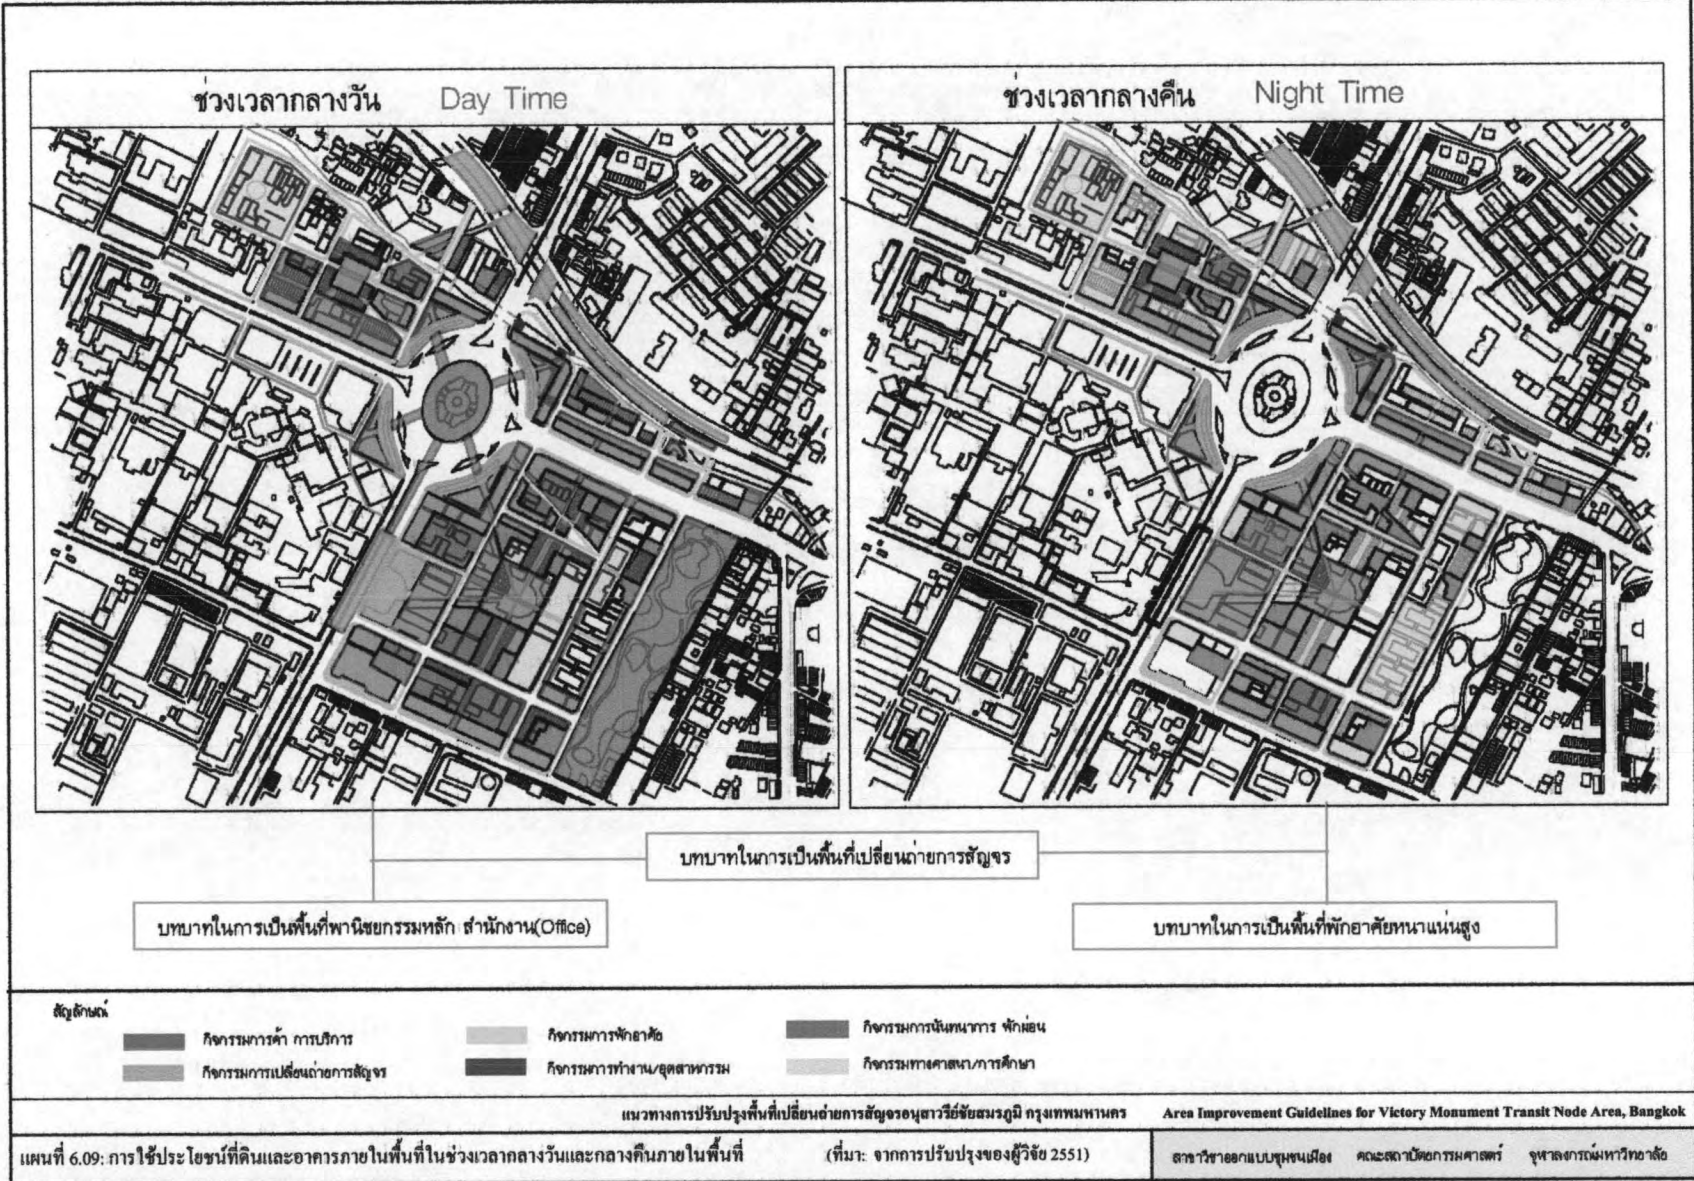 ช่วงเวลากลางวัน Day Time
ช่วงเวลากลางคืน Night Time
บทบาทในการเป็นพื้นที่เปลี่ยนถ่ายการสัญจร
บทบาทในการเป็นพื้นที่พานิชยกรรมหลัก สำนักงาน(Office)
บทบาทในการเป็นพื้นที่พักอาศัยหนาแน่นสูง
สัญลักษณ์
กิจกรรมการค้า การบริการ
กิจกรรมการพักอาศัย
กิจกรรมการนันทนาการ พักผ่อน
กิจกรรมการเปลี่ยนถ่ายการสัญจร
กิจกรรมการทำงาน/อุตสาหกรรม
กิจกรรมทางศาสนา/การศึกษา
แนวทางการปรับปรุงพื้นที่เปลี่ยนถ่ายการสัญจรอนุสาวรีย์ชัยสมรภูมิ กรุงเทพมหานคร Area Improvement Guidelines for Victory Monument Transit Node Area, Bangkok
แผนที่ 6.09: การใช้ประโยชน์ที่ดินและอาคารภายในพื้นที่ในช่วงเวลากลางวันและกลางคืนภายในพื้นที่ (ที่มา: จากการปรับปรุงของผู้วิจัย 2551)
สาขาวิชาออกแบบชุมชนเมือง คณะสถาปัตยกรรมศาสตร์ จุฬาลงกรณ์มหาวิทยาลัย